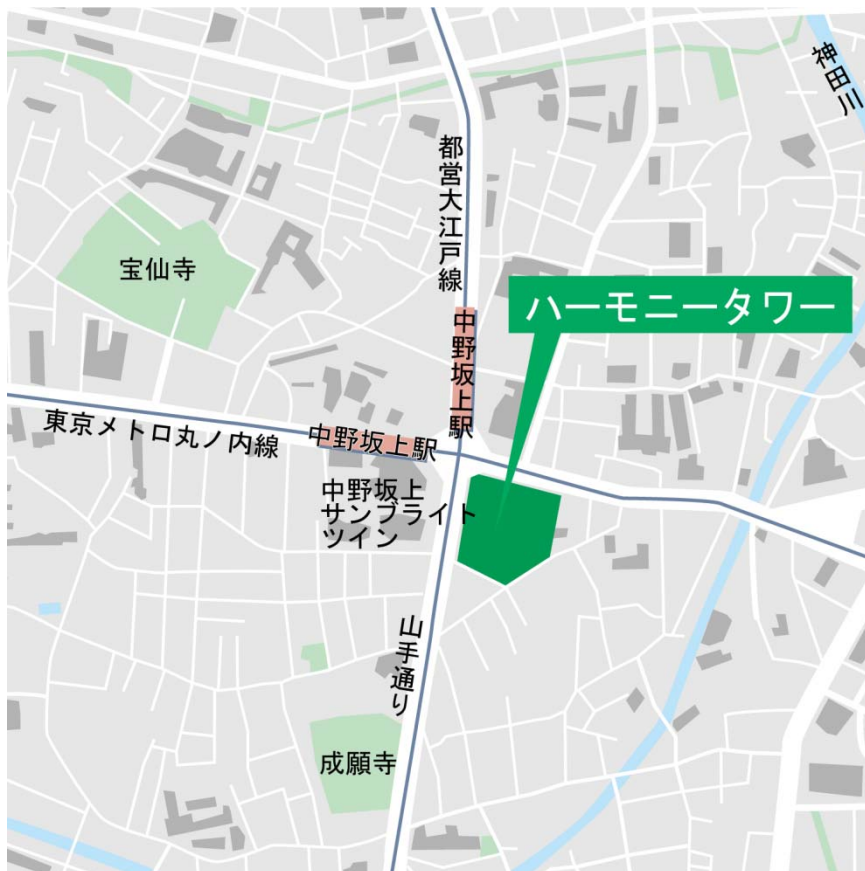 神田川
都営大江戸線
宝仙寺
ハーモニータワー
中野坂上駅
東京メトロ丸ノ内線
中野坂上駅
中野坂上
サンブライト
ツイン
山手通り
成願寺